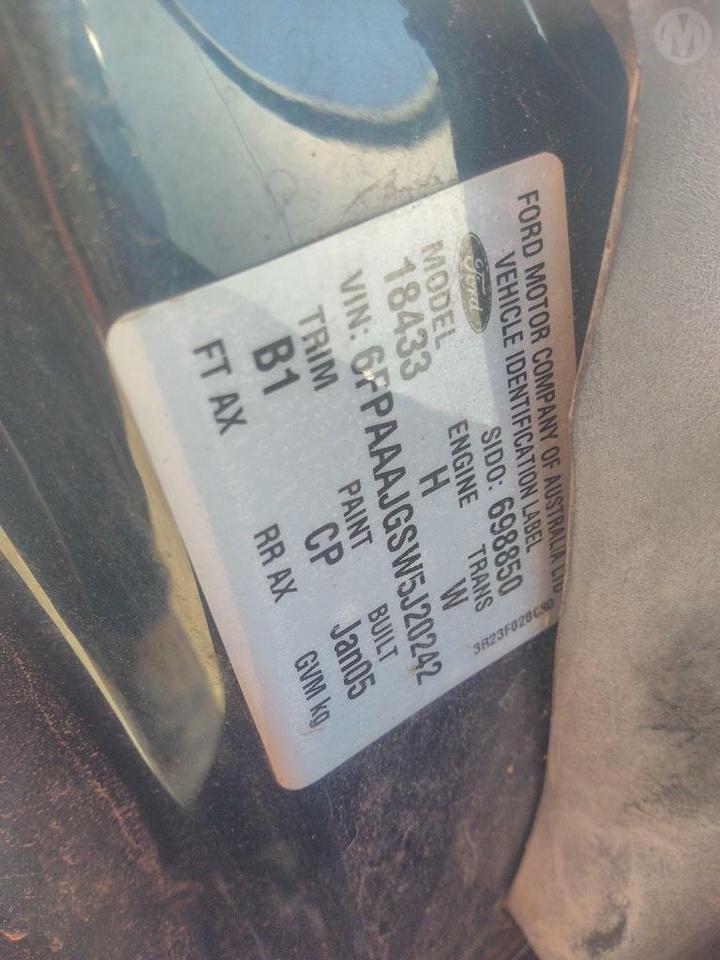 FORD MOTOR COMPANY OF AUSTRALIA LTD
VEHICLE IDENTIFICATION LABEL
Ford
SIDO: 698850
MODEL ENGINE TRANS
18433 H W
VIN: 6FPAAAJGSW5J20242
TRIM PAINT BUILT
B1 CP Jan05
FT AX RR AX GVM kg
M